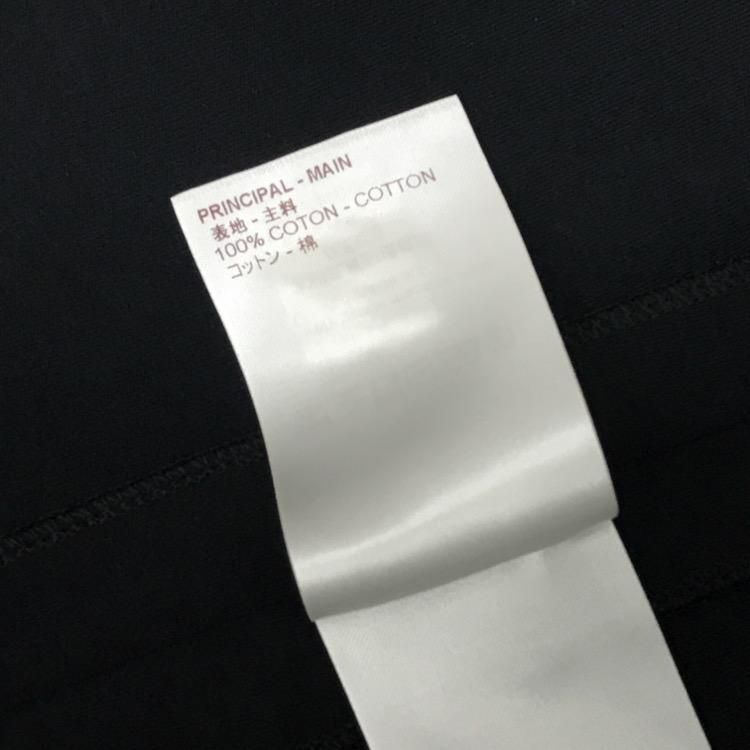 PRINCIPAL - MAIN
表地 - 主料
100% COTON - COTTON
コットン - 棉